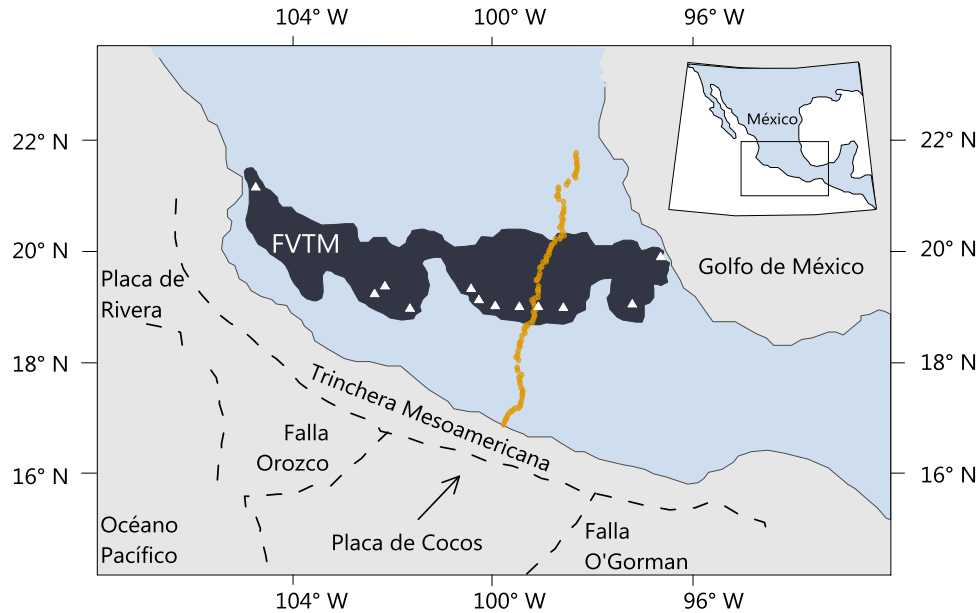 104° W
100° W
96° W
México
22° N
22° N
FVTM
20° N
20° N
Golfo de México
Placa de
Rivera
18° N
18° N
Trinchera Mesoamericana
Falla
Orozco
16° N
16° N
Océano
Pacífico
Placa de Cocos
Falla
O'Gorman
104° W
100° W
96° W